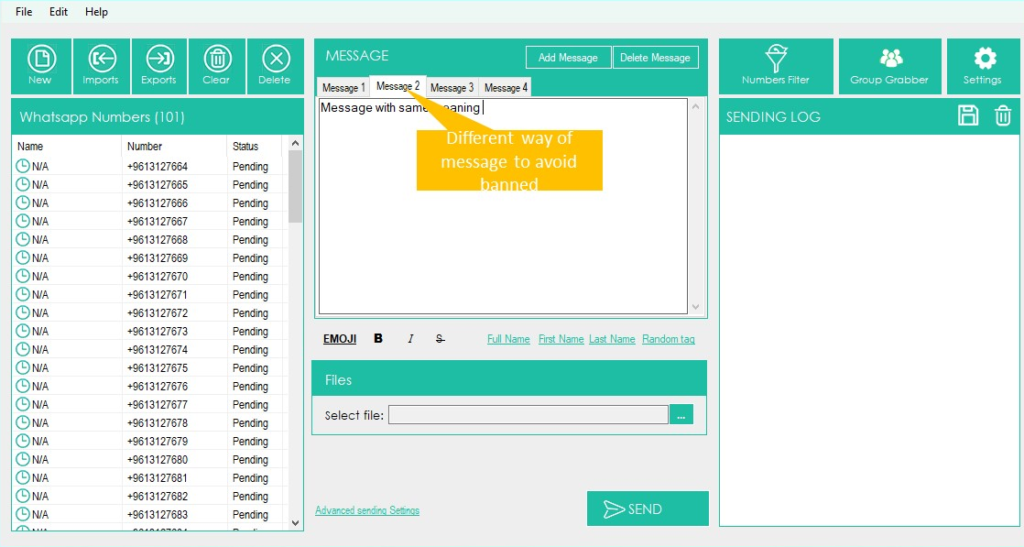 File Edit Help
New Imports Exports Clear Delete
Whatsapp Numbers (101)
Name Number Status
N/A +9613127664 Pending
N/A +9613127665 Pending
N/A +9613127666 Pending
N/A +9613127667 Pending
N/A +9613127668 Pending
N/A +9613127669 Pending
N/A +9613127670 Pending
N/A +9613127671 Pending
N/A +9613127672 Pending
N/A +9613127673 Pending
N/A +9613127674 Pending
N/A +9613127675 Pending
N/A +9613127676 Pending
N/A +9613127677 Pending
N/A +9613127678 Pending
N/A +9613127679 Pending
N/A +9613127680 Pending
N/A +9613127681 Pending
N/A +9613127682 Pending
N/A +9613127683 Pending
MESSAGE
Add Message Delete Message
Message 1 Message 2 Message 3 Message 4
Message with same
Different way of
message to avoid
banned
EMOJI B I S Full Name First Name Last Name Random tag
Files
Select file: ...
Advanced sending Settings
SEND
Numbers Filter Group Grabber Settings
SENDING LOG